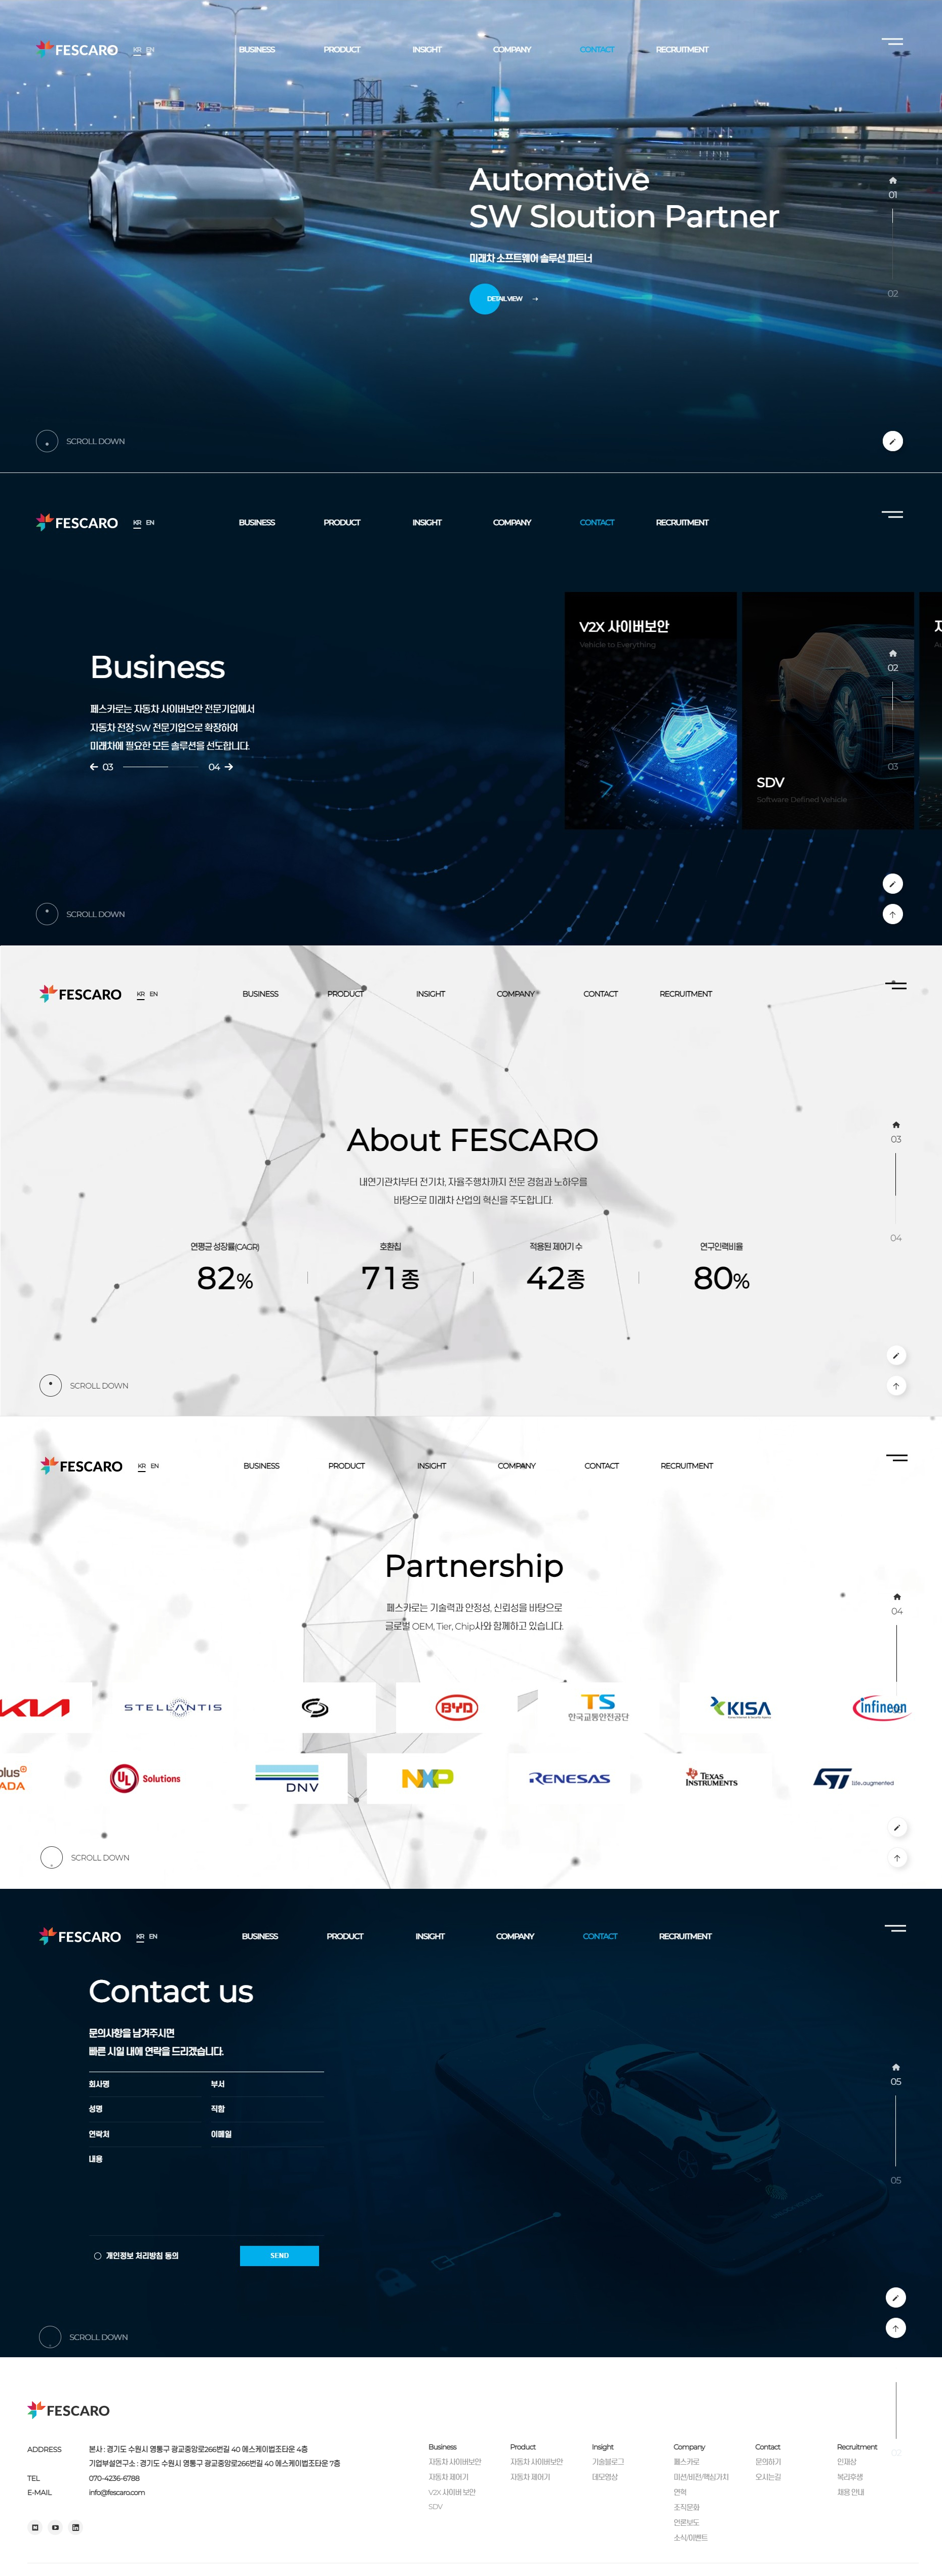 FESCARO KR EN BUSINESS PRODUCT INSIGHT COMPANY CONTACT RECRUITMENT
Automotive
SW Sloution Partner
미래차 소프트웨어 솔루션 파트너
DETAIL VIEW
01
02
SCROLL DOWN
FESCARO KR EN BUSINESS PRODUCT INSIGHT COMPANY CONTACT RECRUITMENT
Business
페스카로는 자동차 사이버보안 전문기업에서
자동차 전장 SW 전문기업으로 확장하여
미래차에 필요한 모든 솔루션을 선도합니다.
03 04
V2X 사이버보안
Vehicle to Everything
SDV
Software Defined Vehicle
02
03
SCROLL DOWN
FESCARO KR EN BUSINESS PRODUCT INSIGHT COMPANY CONTACT RECRUITMENT
About FESCARO
내연기관차부터 전기차, 자율주행차까지 전문 경험과 노하우를
바탕으로 미래차 산업의 혁신을 주도합니다.
03
04
연평균 성장률(CAGR) 호환칩 적용된 제어기 수 연구인력비율
82% 71종 42종 80%
SCROLL DOWN
FESCARO KR EN BUSINESS PRODUCT INSIGHT COMPANY CONTACT RECRUITMENT
Partnership
페스카로는 기술력과 안정성, 신뢰성을 바탕으로
글로벌 OEM, Tier, Chip사와 함께하고 있습니다.
04
KIA STELLANTIS BYD TS 한국교통안전공단 KISA infineon
plus ADA UL Solutions DNV NXP RENESAS TEXAS INSTRUMENTS ST life.augmented
SCROLL DOWN
FESCARO KR EN BUSINESS PRODUCT INSIGHT COMPANY CONTACT RECRUITMENT
Contact us
문의사항을 남겨주시면
빠른 시일 내에 연락을 드리겠습니다.
회사명 부서
성명 직함
연락처 이메일
내용
개인정보 처리방침 동의 SEND
05
05
SCROLL DOWN
FESCARO
ADDRESS 본사 : 경기도 수원시 영통구 광교중앙로266번길 40 에스케이법조타운 4층
기업부설연구소 : 경기도 수원시 영통구 광교중앙로266번길 40 에스케이법조타운 7층
TEL 070-4236-6788
E-MAIL info@fescaro.com
Business
자동차 사이버보안
자동차 제어기
V2X 사이버 보안
SDV
Product
자동차 사이버보안
자동차 제어기
Insight
기술블로그
데모영상
Company
페스카로
미션/비전/핵심가치
연혁
조직문화
언론보도
소식/이벤트
Contact
문의하기
오시는길
Recruitment
인재상
복리후생
채용 안내